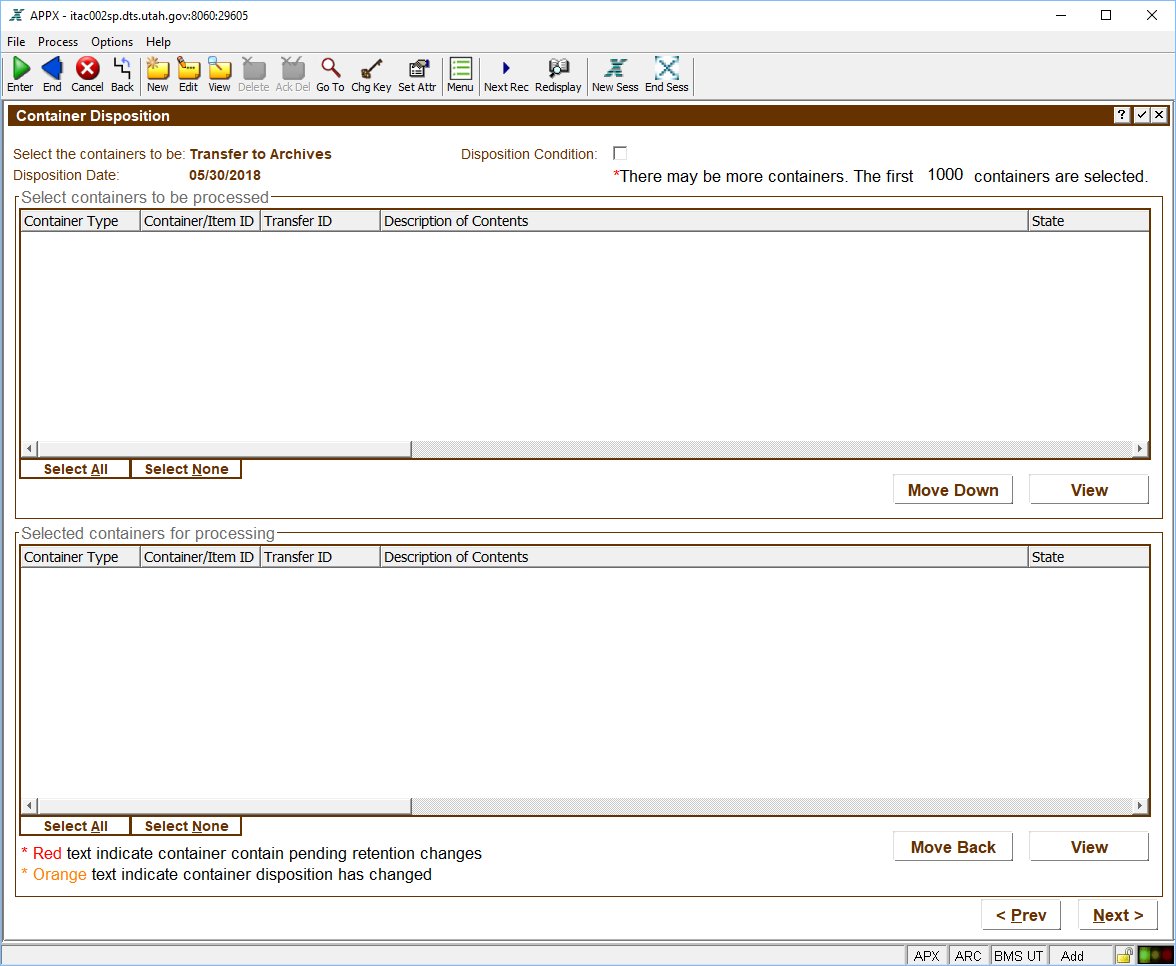 APPX - itac002sp.dts.utah.gov:8060:29605
File Process Options Help
Enter End Cancel Back New Edit View Delete Ack Del Go To Chg Key Set Attr Menu Next Rec Redisplay New Sess End Sess
Container Disposition
Select the containers to be: Transfer to Archives Disposition Condition:
Disposition Date: 05/30/2018 *There may be more containers. The first 1000 containers are selected.
Select containers to be processed
Container Type Container/Item ID Transfer ID Description of Contents State
Select All Select None
Move Down View
Selected containers for processing
Container Type Container/Item ID Transfer ID Description of Contents State
Select All Select None
Move Back View
* Red text indicate container contain pending retention changes
* Orange text indicate container disposition has changed
< Prev Next >
APX ARC BMS UT Add